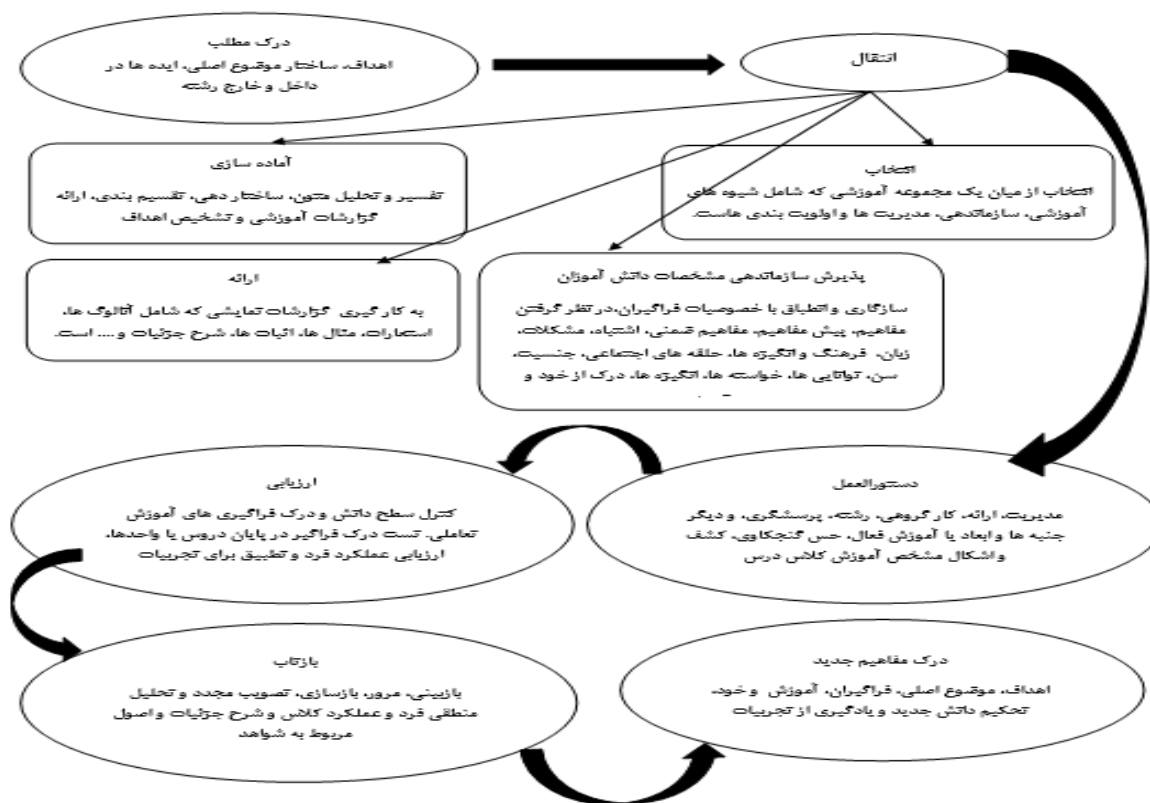 درک مطلب
اهداف، ساختار موضوع اصلی، ایده ها در
داخل و خارج رشته
انتقال
آماده سازی
تفسیر و تحلیل متون، ساختار دهی، تقسیم بندی، ارائه
گزارشات آموزشی و تشخیص اهداف
انتخاب
انتخاب از میان یک مجموعه آموزشی که شامل شیوه های
آموزشی، سازماندهی، مدیریت ها و اولویت بندی هاست.
ارائه
به کار گیری گزارشات نمایشی که شامل آنالوگ ها،
استعارات، مثال ها، اثبات ها، شرح جزئیات و .... است.
پذیرش سازماندهی مشخصات دانش آموزان
سازگاری و انطباق با خصوصیات فراگیران،در نظر گرفتن
مفاهیم، پیش مفاهیم، مفاهیم ضمنی، اشتباه، مشکلات،
زبان، فرهنگ و انگیزه ها، حلقه های اجتماعی، جنسیت،
سن، توانایی ها، خواسته ها، انگیزه ها، درک از خود و
دستورالعمل
مدیریت، ارائه، کار گروهی، رشته، پرسشگری، و دیگر
جنبه ها و ابعاد یا آموزش فعال، حس کنجکاوی، کشف
و اشکال مشخص آموزش کلاس درس
ارزیابی
کنترل سطح دانش و درک فراگیری های آموزش
تعاملی. تست درک فراگیر در پایان دروس یا واحدها،
ارزیابی عملکرد فرد و تطبیق برای تجربیات
بازتاب
بازبینی، مرور، بازسازی، تصویب مجدد و تحلیل
منطقی فرد و عملکرد کلاس و شرح جزئیات و اصول
مربوط به شواهد
درک مفاهیم جدید
اهداف، موضوع اصلی، فراگیران، آموزش و خود،
تحکیم دانش جدید و یادگیری از تجربیات